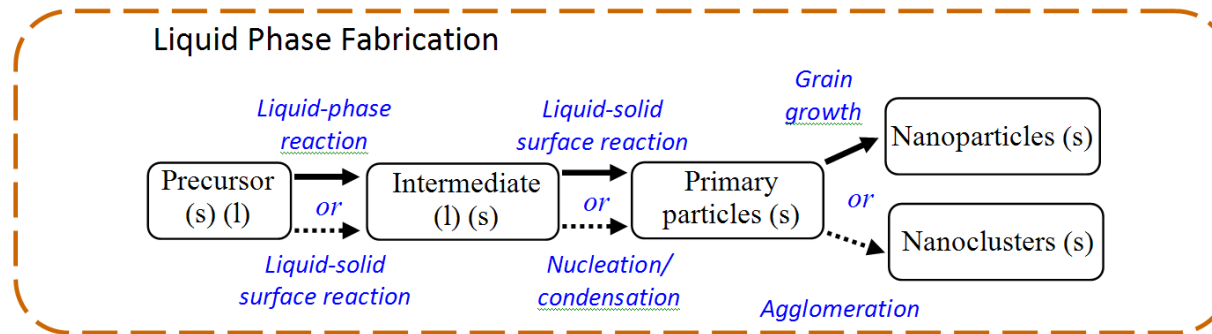 Liquid Phase Fabrication
Liquid-phase
reaction
Liquid-solid
surface reaction
Grain
growth
Precursor
(s) (l)
or
Intermediate
(l) (s)
or
Primary
particles (s)
or
Nanoparticles (s)
Nanoclusters (s)
Liquid-solid
surface reaction
Nucleation/
condensation
Agglomeration